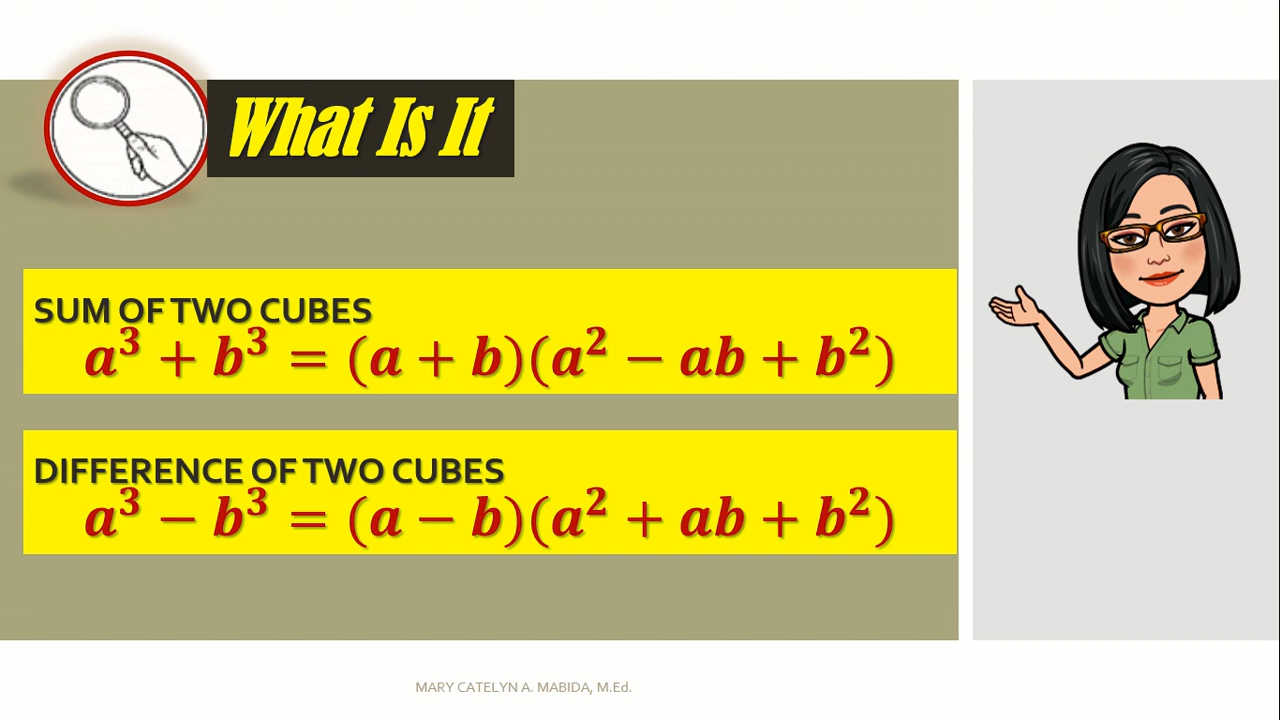 What Is It
SUM OF TWO CUBES
a³ + b³ = (a + b)(a² − ab + b²)
DIFFERENCE OF TWO CUBES
a³ − b³ = (a − b)(a² + ab + b²)
MARY CATELYN A. MABIDA, M.Ed.